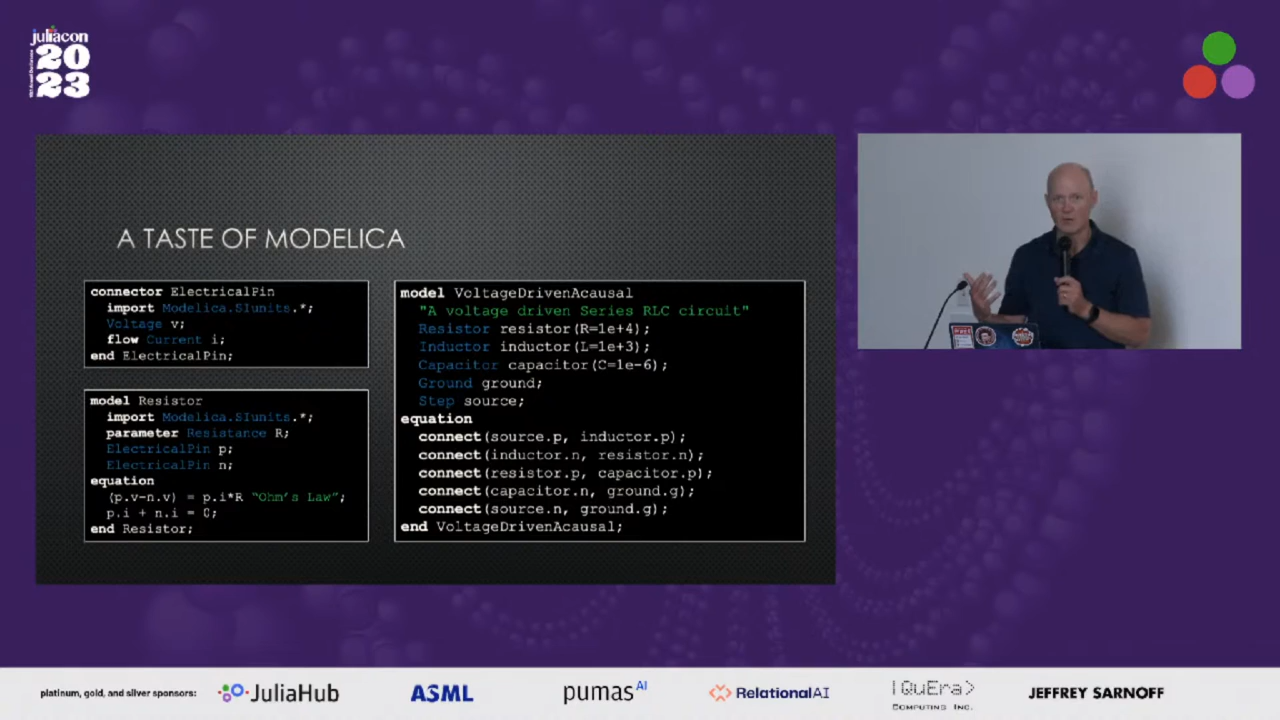 juliacon
20
23
A TASTE OF MODELICA
connector ElectricalPin
import Modelica.SIunits.*;
Voltage v;
flow Current i;
end ElectricalPin;
model Resistor
import Modelica.SIunits.*;
parameter Resistance R;
ElectricalPin p;
ElectricalPin n;
equation
(p.v-n.v) = p.i*R "Ohm's Law";
p.i + n.i = 0;
end Resistor;
model VoltageDrivenAcausal
"A voltage driven Series RLC circuit"
Resistor resistor(R=1e+4);
Inductor inductor(L=1e+3);
Capacitor capacitor(C=1e-6);
Ground ground;
Step source;
equation
connect(source.p, inductor.p);
connect(inductor.n, resistor.n);
connect(resistor.p, capacitor.p);
connect(capacitor.n, ground.g);
connect(source.n, ground.g);
end VoltageDrivenAcausal;
platinum, gold, and silver sponsors:
JuliaHub
ASML
pumas AI
RelationalAI
|QuEra>
COMPUTING INC.
JEFFREY SARNOFF